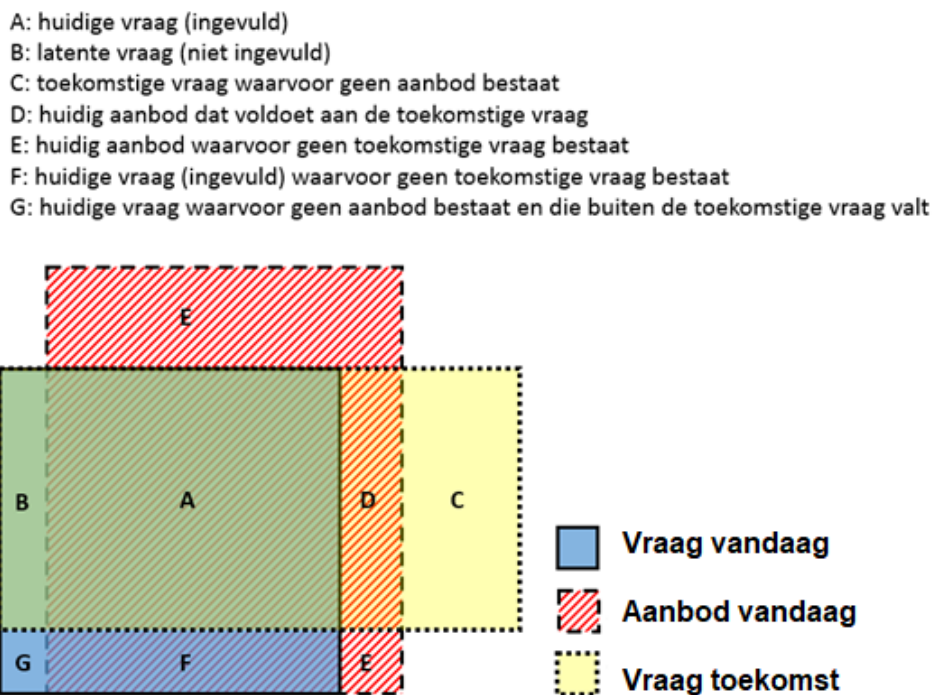 A: huidige vraag (ingevuld)
B: latente vraag (niet ingevuld)
C: toekomstige vraag waarvoor geen aanbod bestaat
D: huidig aanbod dat voldoet aan de toekomstige vraag
E: huidig aanbod waarvoor geen toekomstige vraag bestaat
F: huidige vraag (ingevuld) waarvoor geen toekomstige vraag bestaat
G: huidige vraag waarvoor geen aanbod bestaat en die buiten de toekomstige vraag valt
E
B A D C
G F E
Vraag vandaag
Aanbod vandaag
Vraag toekomst